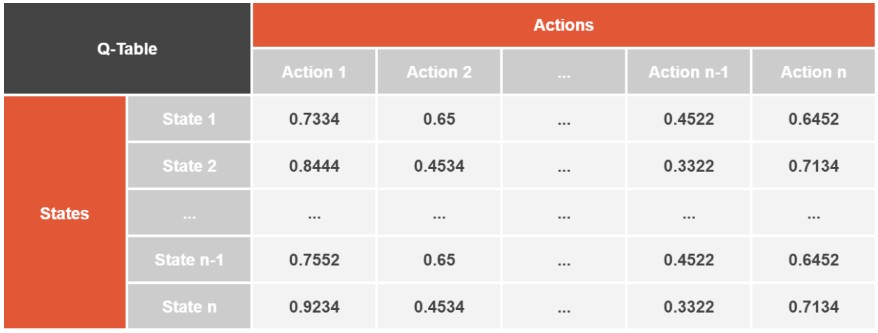 Q-Table
Actions
Action 1 Action 2 ... Action n-1 Action n
States
State 1 0.7334 0.65 ... 0.4522 0.6452
State 2 0.8444 0.4534 ... 0.3322 0.7134
... ... ... ... ... ...
State n-1 0.7552 0.65 ... 0.4522 0.6452
State n 0.9234 0.4534 ... 0.3322 0.7134